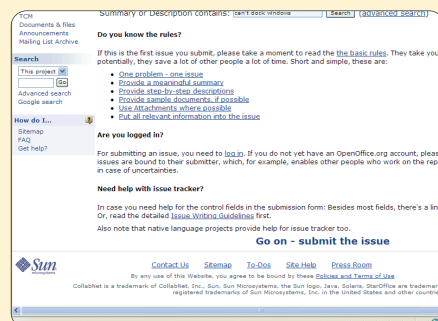 TCM
Documents & files
Announcements
Mailing List Archive
Search
This project
Go
Advanced search
Google search
How do I...
Sitemap
FAQ
Get help?
Summary or Description contains: can't dock windows Search (advanced search)
Do you know the rules?
If this is the first issue you submit, please take a moment to read the the basic rules. They take you
potentially, they save a lot of other people a lot of time. Short and simple, these are:
One problem - one issue
Provide a meaningful summary
Provide step-by-step descriptions
Provide sample documents, if possible
Use Attachments where possible
Put all relevant information into the issue
Are you logged in?
For submitting an issue, you need to log in. If you do not yet have an OpenOffice.org account, pleas
issues are bound to their submitter, which, for example, enables other people who work on the rep
in case of uncertainties.
Need help with issue tracker?
In case you need help for the control fields in the submission form: Besides most fields, there's a lin
Or, read the detailed Issue Writing Guidelines first.
Also note that native language projects provide help for issue tracker too.
Go on - submit the issue
Sun
microsystems
Contact Us Sitemap To-Dos Site Help Press Room
By any use of this Website, you agree to be bound by these Policies and Terms of Use
CollabNet is a trademark of CollabNet, Inc., Sun, Sun Microsystems, the Sun logo, Java, Solaris, StarOffice are tradema
registered trademarks of Sun Microsystems, Inc. in the United States and other countrie